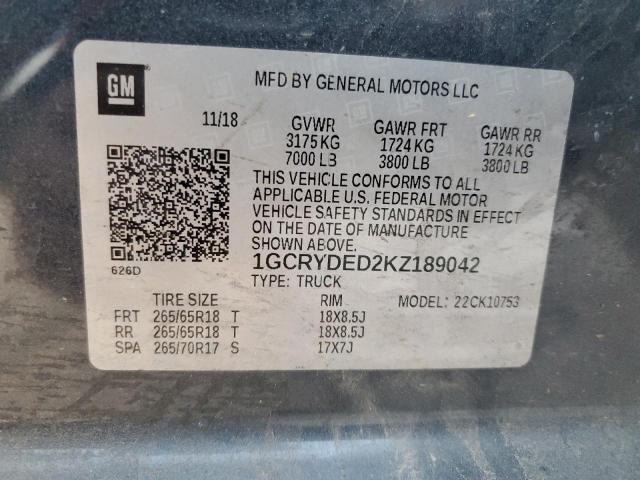 GM
MFD BY GENERAL MOTORS LLC
11/18 GVWR GAWR FRT GAWR RR
3175 KG 1724 KG 1724 KG
7000 LB 3800 LB 3800 LB
THIS VEHICLE CONFORMS TO ALL
APPLICABLE U.S. FEDERAL MOTOR
VEHICLE SAFETY STANDARDS IN EFFECT
ON THE DATE OF MANUFACTURE
SHOWN ABOVE.
626D
1GCRYDED2KZ189042
TYPE: TRUCK
TIRE SIZE RIM MODEL: 22CK10753
FRT 265/65R18 T 18X8.5J
RR 265/65R18 T 18X8.5J
SPA 265/70R17 S 17X7J